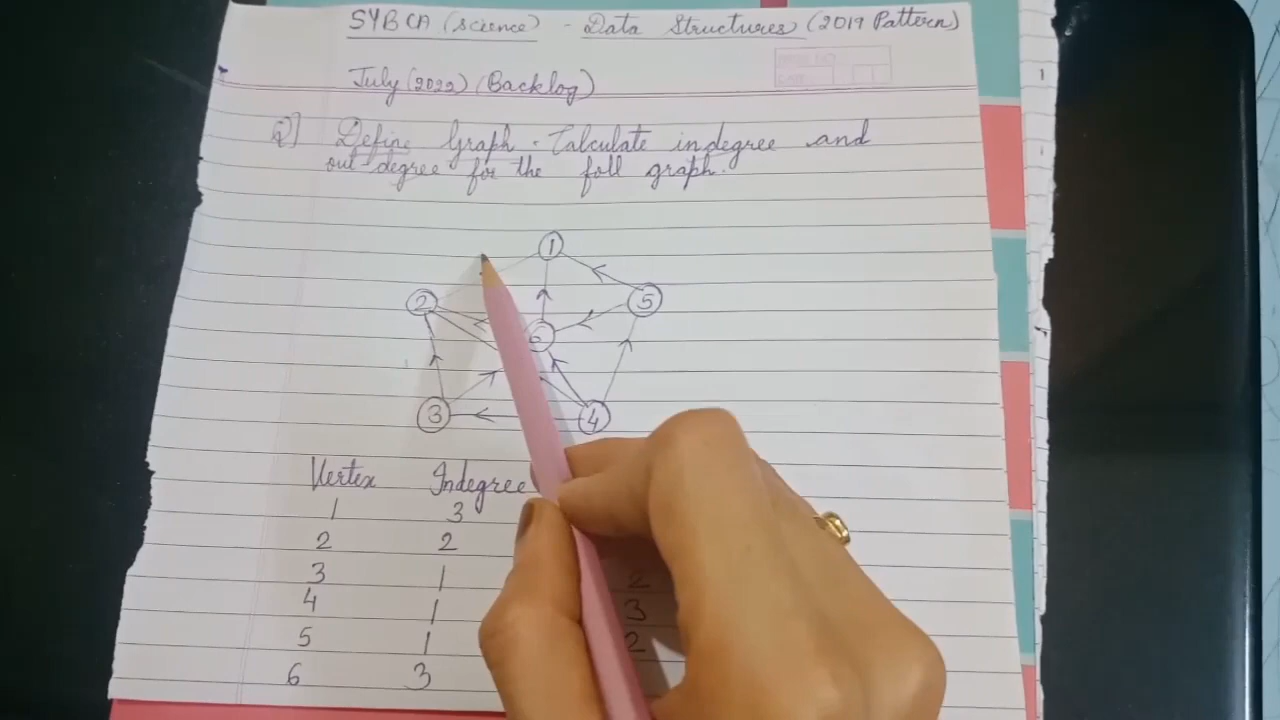 SYBCA (Science) - Data Structures (2019 Pattern)
July (2022) (Backlog)
Q] Define Graph. Calculate indegree and
out-degree for the foll graph.
1
2
5
6
3
4
Vertex Indegree
1 3
2 2
3 1 2
4 1 3
5 1 2
6 3